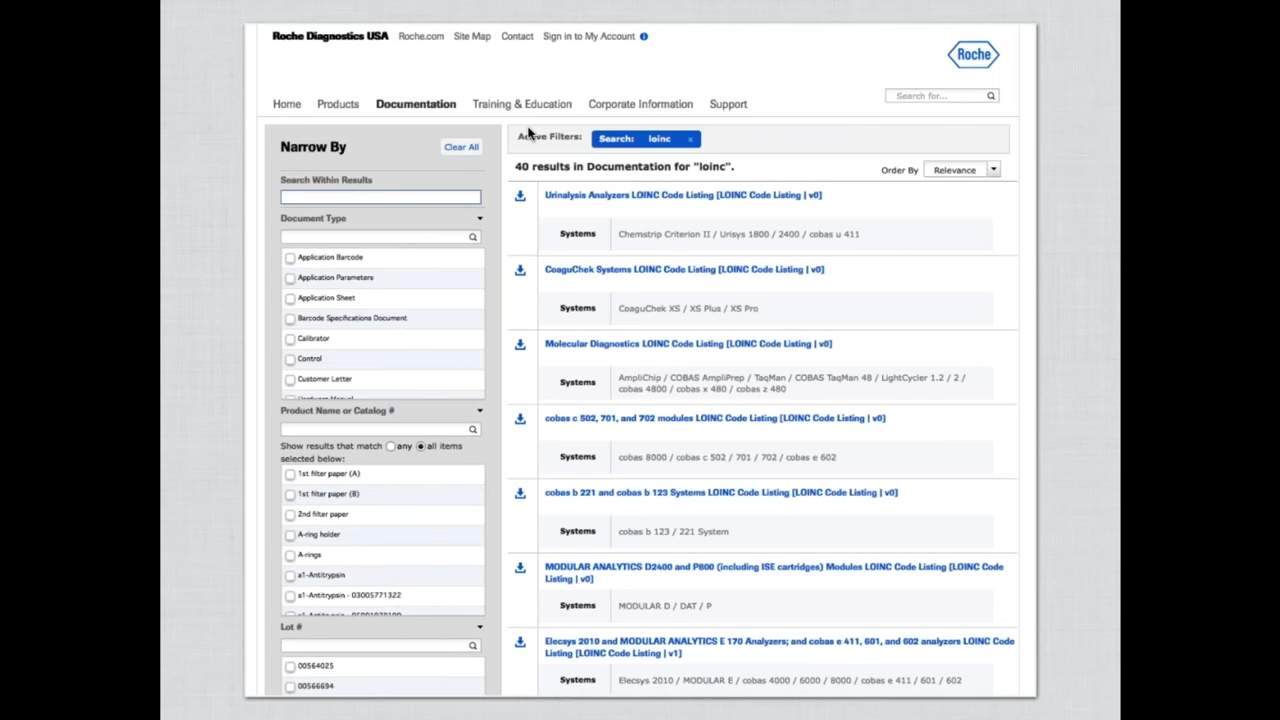 Roche Diagnostics USA Roche.com Site Map Contact Sign in to My Account
Roche
Search for...
Home Products Documentation Training & Education Corporate Information Support
Narrow By
Clear All
Search Within Results
Document Type
Application Barcode
Application Parameters
Application Sheet
Barcode Specifications Document
Calibrator
Control
Customer Letter
Product Name or Catalog #
Show results that match any all items
selected below:
1st filter paper (A)
1st filter paper (B)
2nd filter paper
A-ring holder
A-rings
a1-Antitrypsin
a1-Antitrypsin - 03005771322
Lot #
00564025
00566694
Active Filters: Search: loinc x
40 results in Documentation for "loinc".
Order By Relevance
Urinalysis Analyzers LOINC Code Listing [LOINC Code Listing | v0]
Systems Chemstrip Criterion II / Urisys 1800 / 2400 / cobas u 411
CoaguChek Systems LOINC Code Listing [LOINC Code Listing | v0]
Systems CoaguChek XS / XS Plus / XS Pro
Molecular Diagnostics LOINC Code Listing [LOINC Code Listing | v0]
Systems AmpliChip / COBAS AmpliPrep / TaqMan / COBAS TaqMan 48 / LightCycler 1.2 / 2 /
cobas 4800 / cobas x 480 / cobas z 480
cobas c 502, 701, and 702 modules LOINC Code Listing [LOINC Code Listing | v0]
Systems cobas 8000 / cobas c 502 / 701 / 702 / cobas e 602
cobas b 221 and cobas b 123 Systems LOINC Code Listing [LOINC Code Listing | v0]
Systems cobas b 123 / 221 System
MODULAR ANALYTICS D2400 and P800 (including ISE cartridges) Modules LOINC Code Listing [LOINC Code
Listing | v0]
Systems MODULAR D / DAT / P
Elecsys 2010 and MODULAR ANALYTICS E 170 Analyzers; and cobas e 411, 601, and 602 analyzers LOINC Code
Listing [LOINC Code Listing | v1]
Systems Elecsys 2010 / MODULAR E / cobas 4000 / 6000 / 8000 / cobas e 411 / 601 / 602